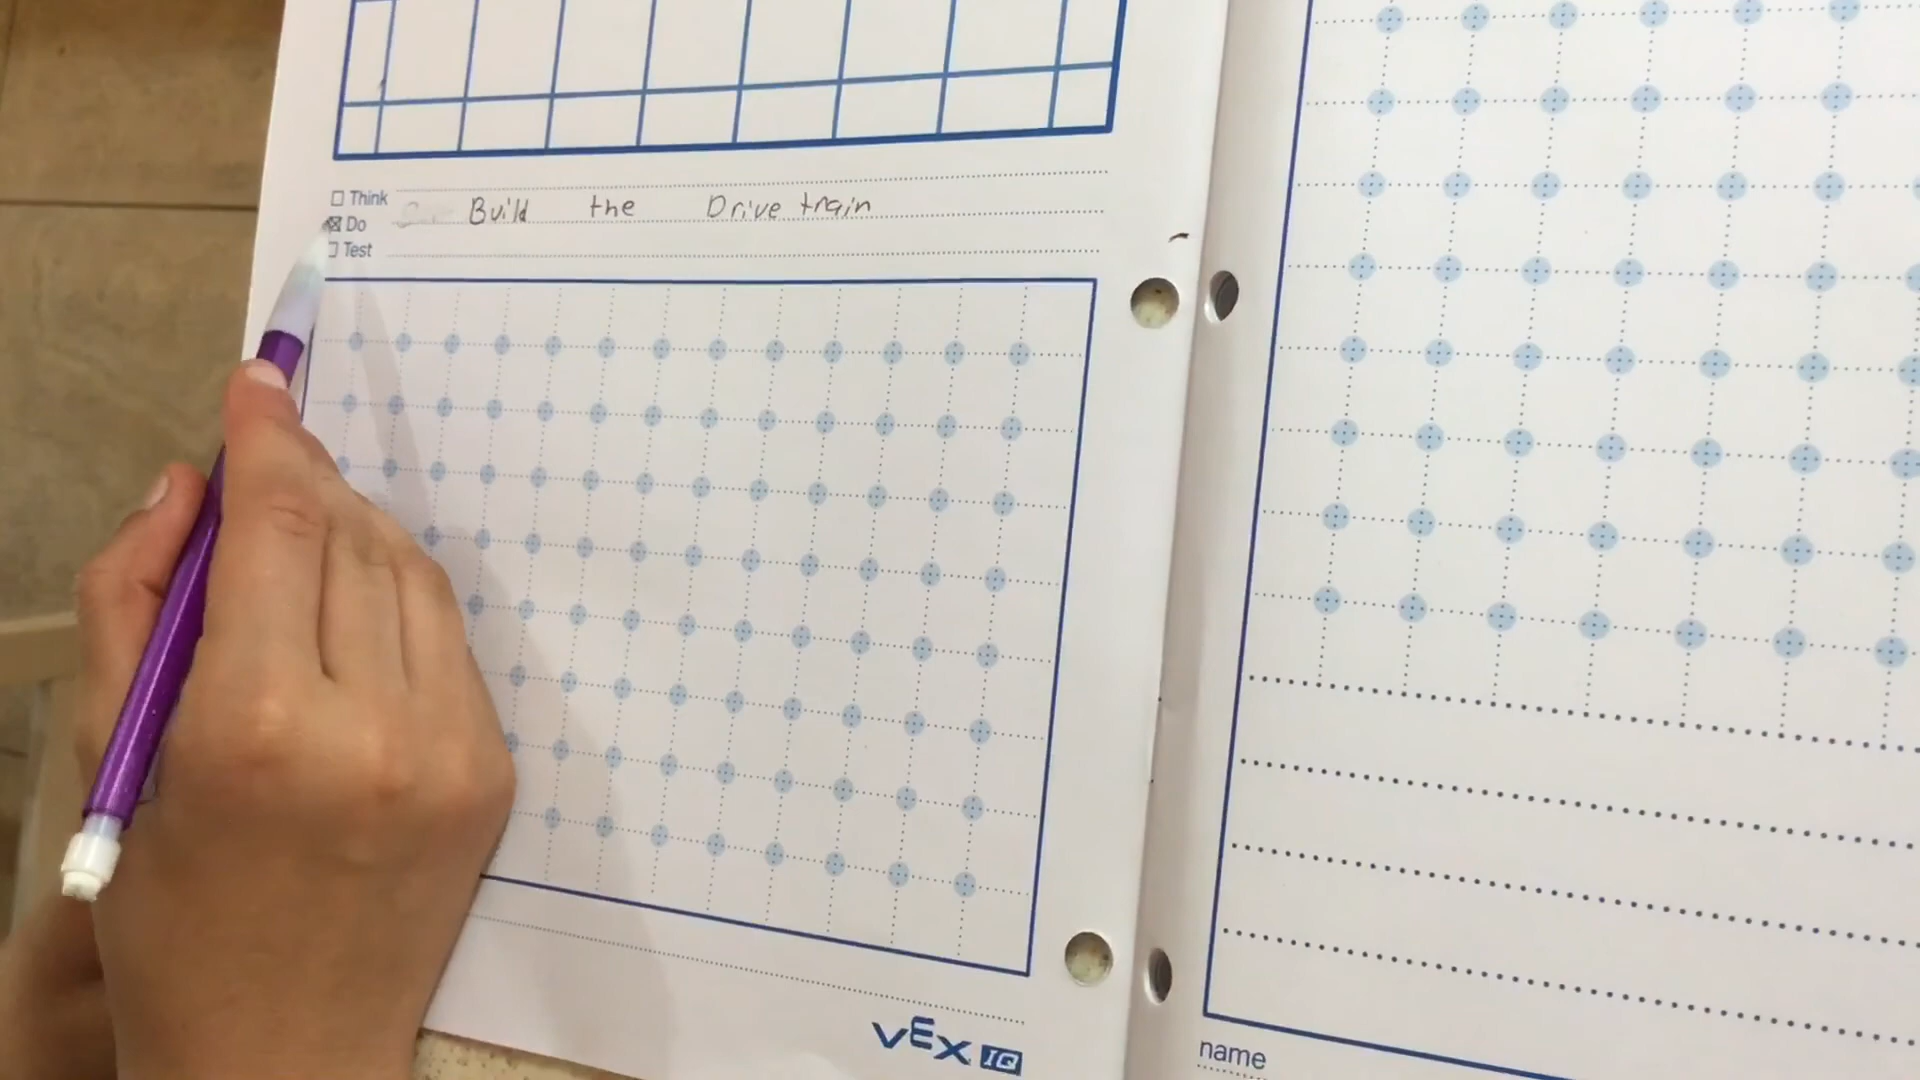 Think
Build the Drive train
Do
Test
VEX IQ
name